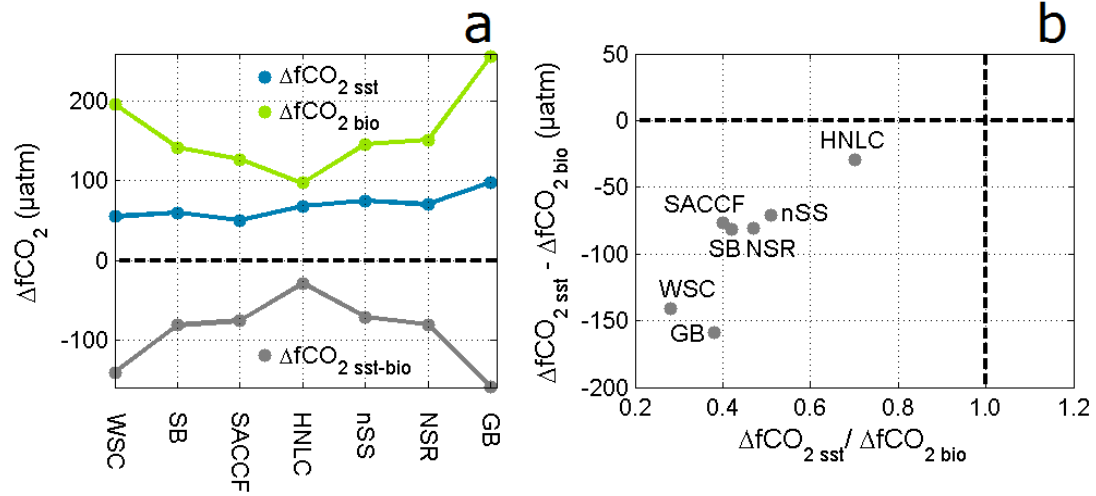 a
ΔfCO2 (µatm)
200
100
0
-100
ΔfCO2 sst
ΔfCO2 bio
ΔfCO2 sst-bio
WSC
SB
SACCF
HNLC
nSS
NSR
GB
b
ΔfCO2 sst - ΔfCO2 bio (µatm)
50
0
-50
-100
-150
-200
HNLC
SACCF
nSS
SB
NSR
WSC
GB
0.2
0.4
0.6
0.8
1.0
1.2
ΔfCO2 sst / ΔfCO2 bio